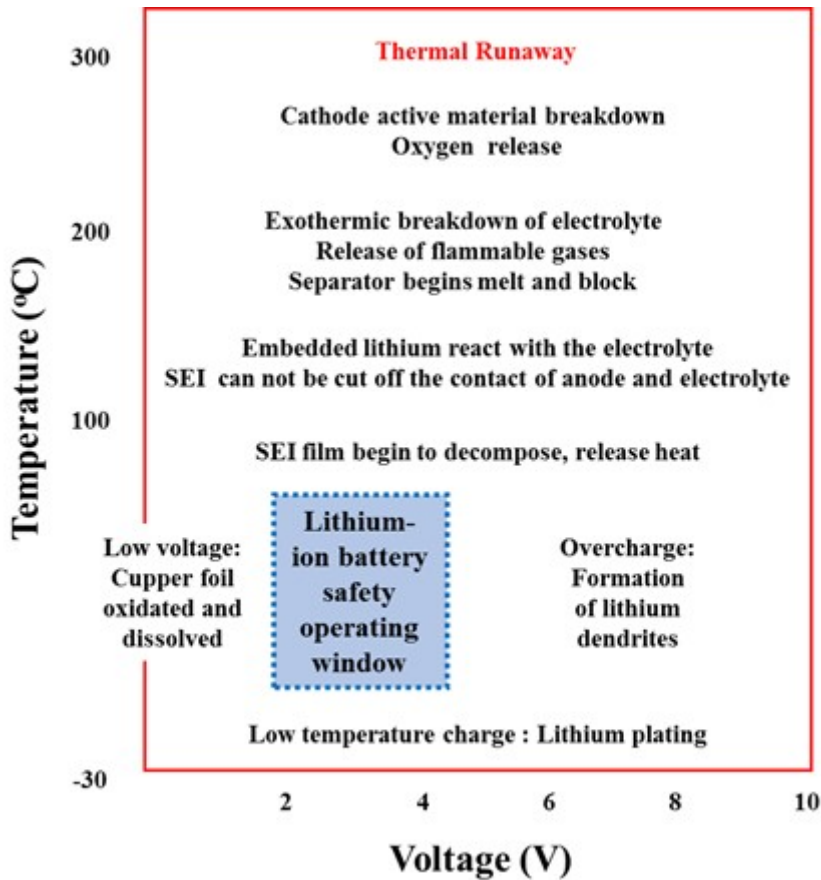 Thermal Runaway
300
Cathode active material breakdown
Oxygen release
Exothermic breakdown of electrolyte
200
Release of flammable gases
Separator begins melt and block
Temperature (°C)
Embedded lithium react with the electrolyte
SEI can not be cut off the contact of anode and electrolyte
100
SEI film begin to decompose, release heat
Low voltage:
Cupper foil
oxidated and
dissolved
Lithium-
ion battery
safety
operating
window
Overcharge:
Formation
of lithium
dendrites
Low temperature charge : Lithium plating
-30
2 4 6 8 10
Voltage (V)